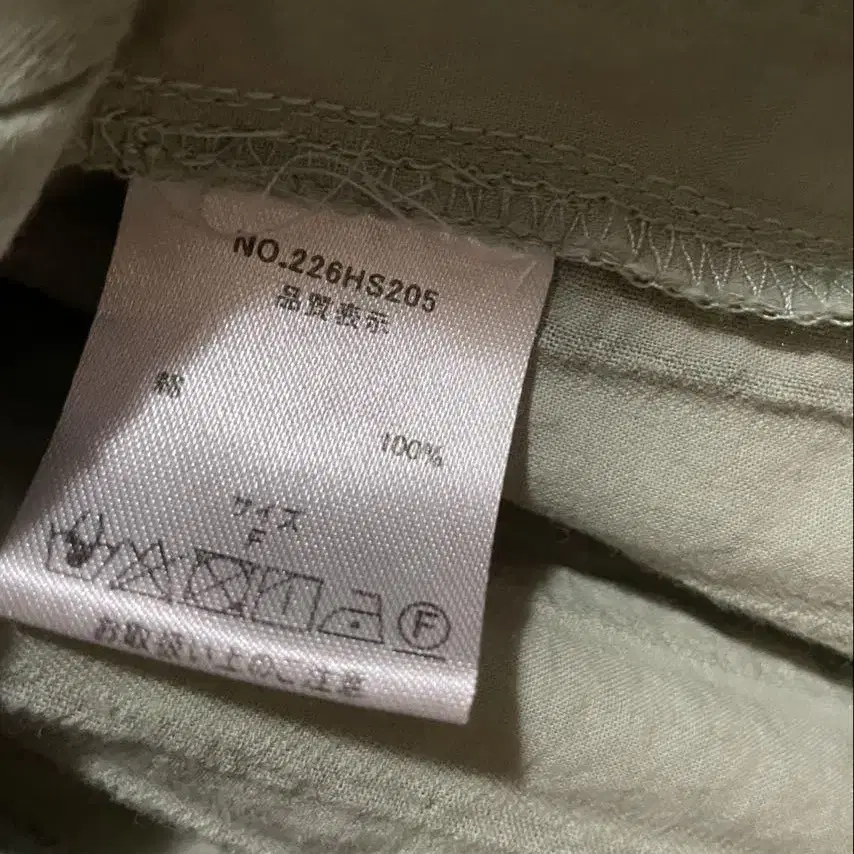 NO.226HS205
品質表示
綿
100%
サイズ
F
F
お取扱い上のご注意